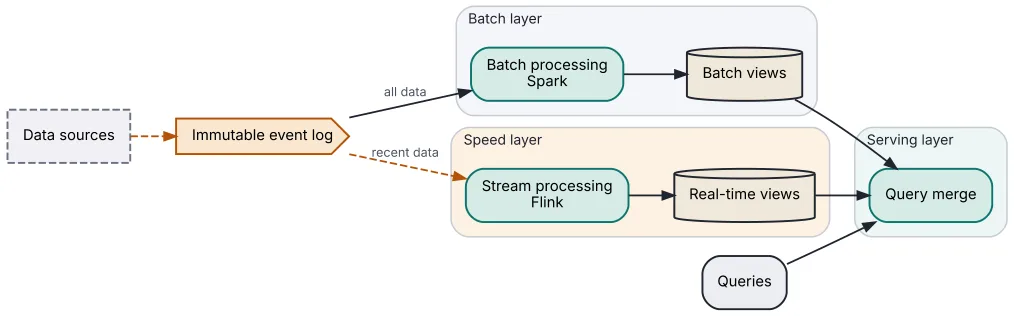 Batch layer
Batch processing
Spark
Batch views
all data
Data sources
Immutable event log
recent data
Speed layer
Stream processing
Flink
Real-time views
Serving layer
Query merge
Queries